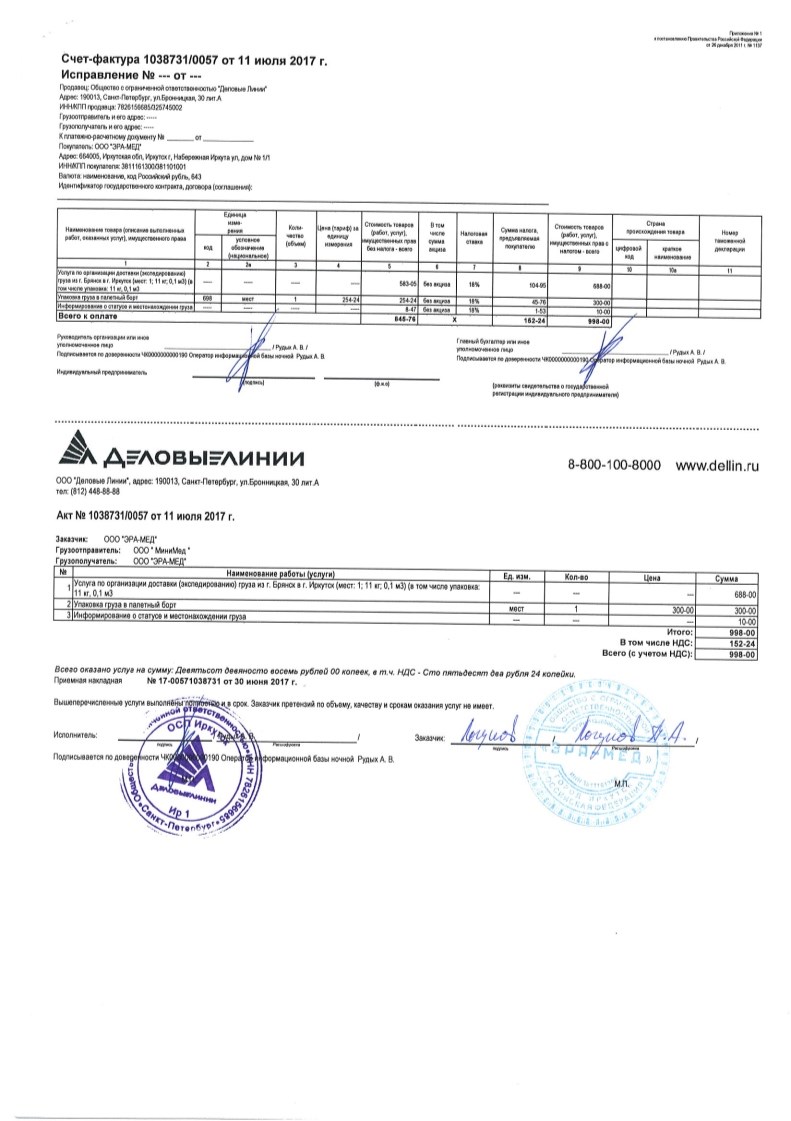 Приложение № 1
к постановлению Правительства Российской Федерации
от 26 декабря 2011 г. № 1137
Счет-фактура 1038731/0057 от 11 июля 2017 г.
Исправление № --- от ---
Продавец: Общество с ограниченной ответственностью "Деловые Линии"
Адрес: 190013, Санкт-Петербург, ул.Бронницкая, 30 лит.А
ИНН/КПП продавца: 7826156685/325745002
Грузоотправитель и его адрес: -----
Грузополучатель и его адрес: -----
К платежно-расчетному документу № ________ от ______________
Покупатель: ООО "ЭРА-МЕД"
Адрес: 664005, Иркутская обл, Иркутск г, Набережная Иркута ул, дом № 1/1
ИНН/КПП покупателя: 3811161300/381101001
Валюта: наименование, код Российский рубль, 643
Идентификатор государственного контракта, договора (соглашения):
Наименование товара (описание выполненных работ, оказанных услуг), имущественного права
Единица измерения
код
условное обозначение (национальное)
Количество (объем)
Цена (тариф) за единицу измерения
Стоимость товаров (работ, услуг), имущественных прав без налога - всего
В том числе сумма акциза
Налоговая ставка
Сумма налога, предъявляемая покупателю
Стоимость товаров (работ, услуг), имущественных прав с налогом - всего
Страна происхождения товара
цифровой код
краткое наименование
Номер таможенной декларации
1 2 2а 3 4 5 6 7 8 9 10 10а 11
Услуга по организации доставки (экспедированию) груза из г. Брянск в г. Иркутск (мест: 1; 11 кг; 0,1 м3) (в том числе упаковка: 11 кг, 0,1 м3) --- --- --- --- 583-05 без акциза 18% 104-95 688-00
Упаковка груза в палетный борт 698 мест 1 254-24 254-24 без акциза 18% 45-76 300-00
Информирование о статусе и местонахождении груза --- --- --- --- 8-47 без акциза 18% 1-53 10-00
Всего к оплате 845-76 X 152-24 998-00
Руководитель организации или иное
уполномоченное лицо / Рудых А. В. /
Подписывается по доверенности ЧК00000000190 Оператор информационной базы ночной Рудых А. В.
Главный бухгалтер или иное
уполномоченное лицо / Рудых А. В. /
Подписывается по доверенности ЧК00000000190 Оператор информационной базы ночной Рудых А. В.
Индивидуальный предприниматель
(подпись) (ф.и.о)
(реквизиты свидетельства о государственной
регистрации индивидуального предпринимателя)
ДЕЛОВЫЕ ЛИНИИ
8-800-100-8000 www.dellin.ru
ООО "Деловые Линии", адрес: 190013, Санкт-Петербург, ул.Бронницкая, 30 лит.А
тел: (812) 448-88-88
Акт № 1038731/0057 от 11 июля 2017 г.
Заказчик: ООО "ЭРА-МЕД"
Грузоотправитель: ООО " МиниМед "
Грузополучатель: ООО "ЭРА-МЕД"
№ Наименование работы (услуги) Ед. изм. Кол-во Цена Сумма
1 Услуга по организации доставки (экспедированию) груза из г. Брянск в г. Иркутск (мест: 1; 11 кг; 0,1 м3) (в том числе упаковка:
11 кг, 0,1 м3) --- --- --- 688-00
2 Упаковка груза в палетный борт мест 1 300-00 300-00
3 Информирование о статусе и местонахождении груза --- --- --- 10-00
Итого: 998-00
В том числе НДС: 152-24
Всего (с учетом НДС): 998-00
Всего оказано услуг на сумму: Девятьсот девяносто восемь рублей 00 копеек, в т.ч. НДС - Сто пятьдесят два рубля 24 копейки.
Приемная накладная № 17-00571038731 от 30 июня 2017 г.
Вышеперечисленные услуги выполнены полностью и в срок. Заказчик претензий по объему, качеству и срокам оказания услуг не имеет.
Исполнитель: / /
подпись Расшифровка
Заказчик: Логунов / Логунов А.А. /
подпись Расшифровка
Подписывается по доверенности ЧК00000000190 Оператор информационной базы ночной Рудых А. В.
М.П.
ОСП Иркутск
ответственностью ИНН 7826156685
ДЕЛОВЫЕ ЛИНИИ
Ир 1
Общество Санкт-Петербург
ОБЩЕСТВО С ОГРАНИЧЕННОЙ
ОТВЕТСТВЕННОСТЬЮ
«ЭРА-МЕД»
ГОРОД ИРКУТСК
РОССИЙСКАЯ ФЕДЕРАЦИЯ